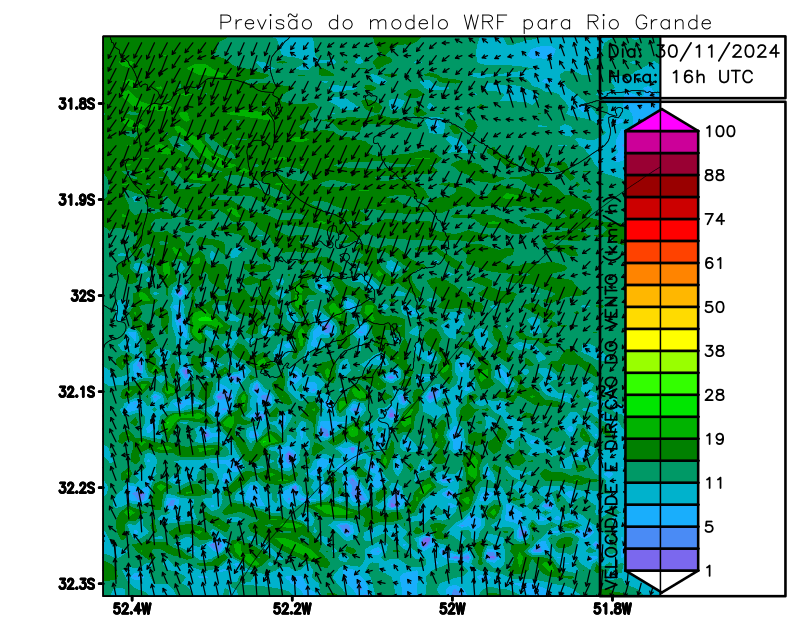 Previsão do modelo WRF para Rio Grande
Dia: 30/11/2024
Hora: 16h UTC
31.8S
31.9S
32S
32.1S
32.2S
32.3S
52.4W
52.2W
52W
51.8W
VELOCIDADE E DIREÇÃO DO VENTO (km/h)
100
88
74
61
50
38
28
19
11
5
1